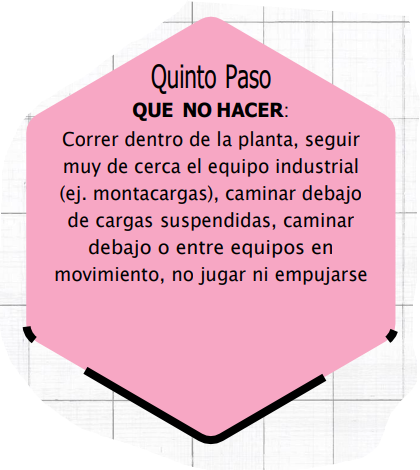 Quinto Paso
QUE NO HACER:
Correr dentro de la planta, seguir
muy de cerca el equipo industrial
(ej. montacargas), caminar debajo
de cargas suspendidas, caminar
debajo o entre equipos en
movimiento, no jugar ni empujarse